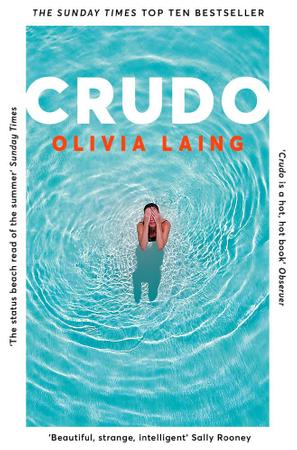 THE SUNDAY TIMES TOP TEN BESTSELLER
CRUDO
OLIVIA LAING
'The status beach read of the summer' Sunday Times
'Crudo is a hot, hot book' Observer
'Beautiful, strange, intelligent' Sally Rooney